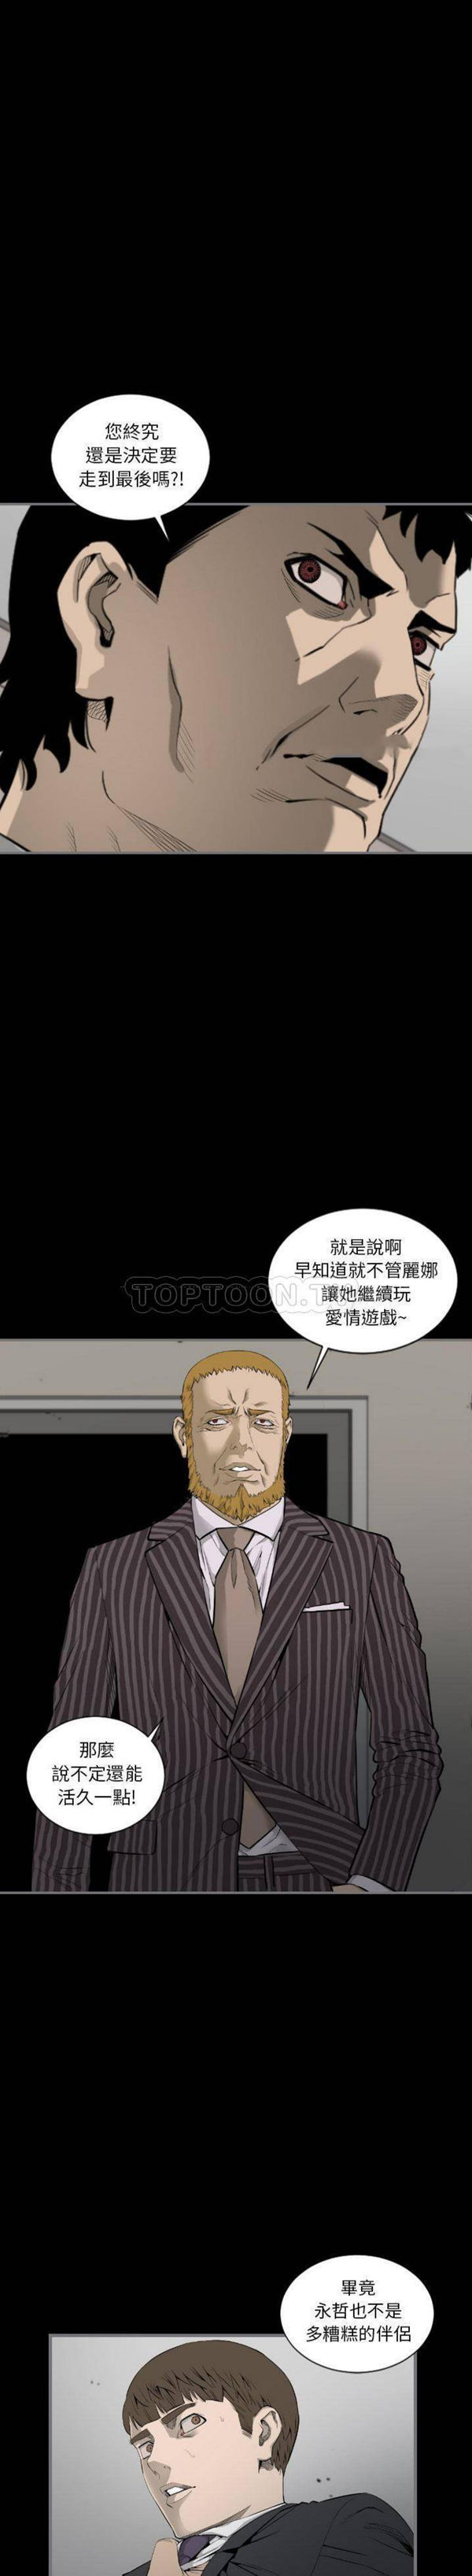 您終究
還是決定要
走到最後嗎?!
就是說啊
早知道就不管麗娜
讓她繼續玩
愛情遊戲~
TOPTOON.TV
那麼
說不定還能
活久一點!
畢竟
永哲也不是
多糟糕的伴侶